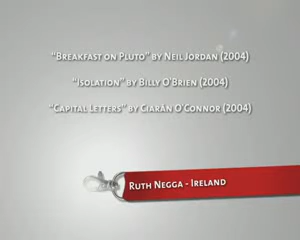 "Breakfast on Pluto" by Neil Jordan (2004)
"Isolation" by Billy O'Brien (2004)
"Capital Letters" by Ciarán O'Connor (2004)
Ruth Negga - Ireland